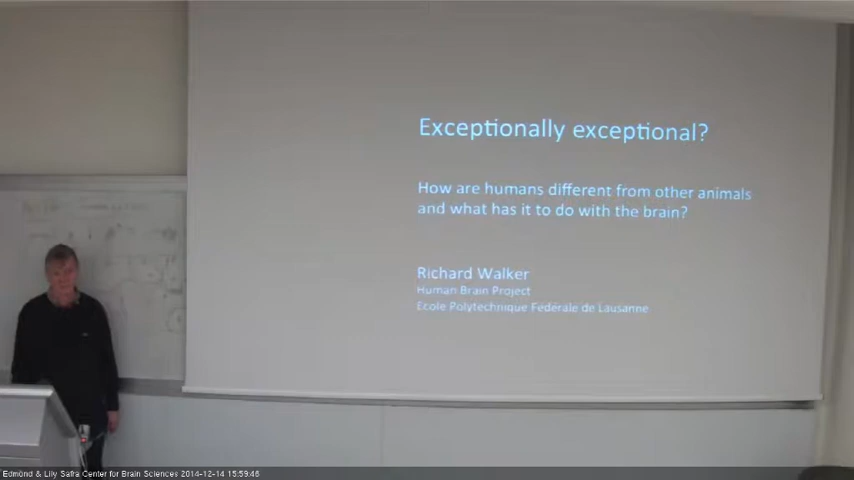 Exceptionally exceptional?
How are humans different from other animals
and what has it to do with the brain?
Richard Walker
Human Brain Project
Ecole Polytechnique Fédérale de Lausanne
Edmond & Lily Safra Center for Brain Sciences 2014-12-14 15:59:46